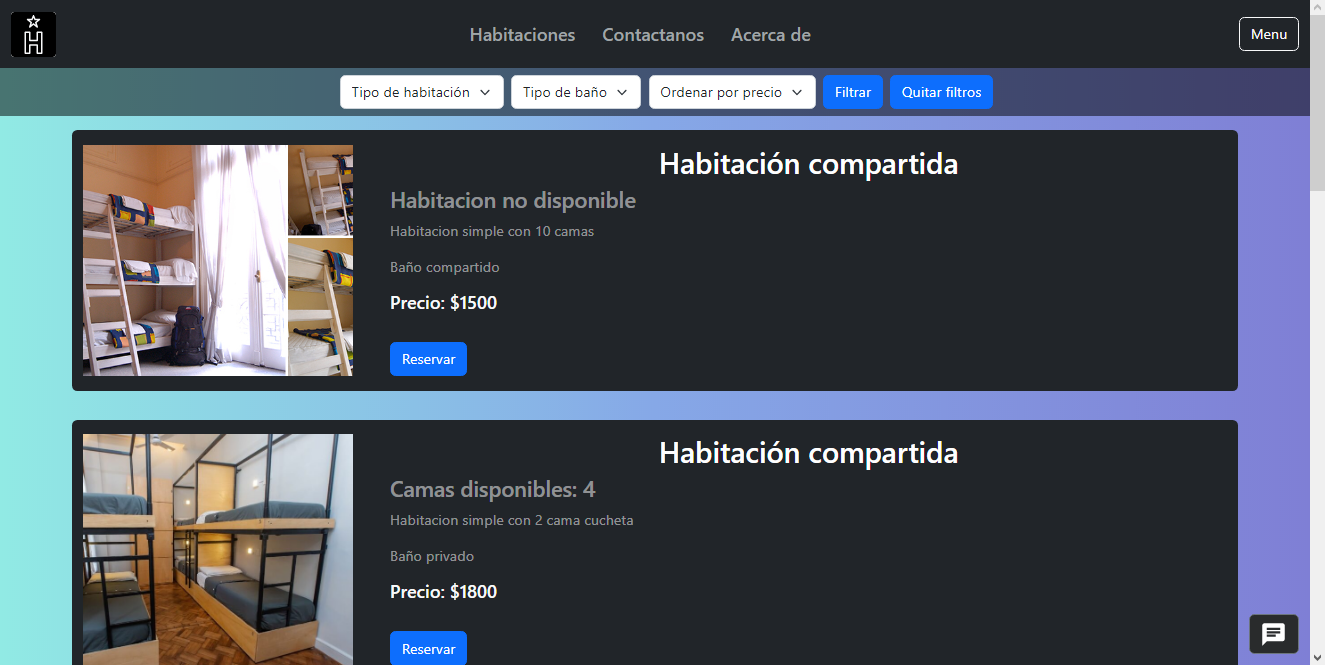 H
Habitaciones Contactanos Acerca de Menu
Tipo de habitación Tipo de baño Ordenar por precio Filtrar Quitar filtros
Habitación compartida
Habitacion no disponible
Habitacion simple con 10 camas
Baño compartido
Precio: $1500
Reservar
Habitación compartida
Camas disponibles: 4
Habitacion simple con 2 cama cucheta
Baño privado
Precio: $1800
Reservar